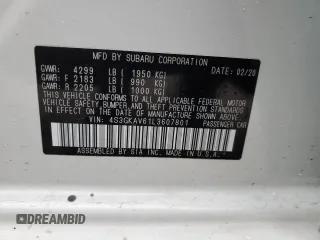 MFD BY SUBARU CORPORATION
GVWR: 4299 LB ( 1950 KG) DATE: 02/20
GAWR: F 2183 LB ( 990 KG)
GAWR: R 2205 LB ( 1000 KG)
THIS VEHICLE CONFORMS TO ALL APPLICABLE FEDERAL MOTOR
VEHICLE SAFETY, BUMPER, AND THEFT PREVENTION STANDARDS
IN EFFECT ON THE DATE OF MANUFACTURE SHOWN ABOVE.
VIN: 4S3GKAV61L3607801 PASSENGER CAR
ASSEMBLED BY SIA, INC. MADE IN U.S.A.
DREAMBID
DREAMBID